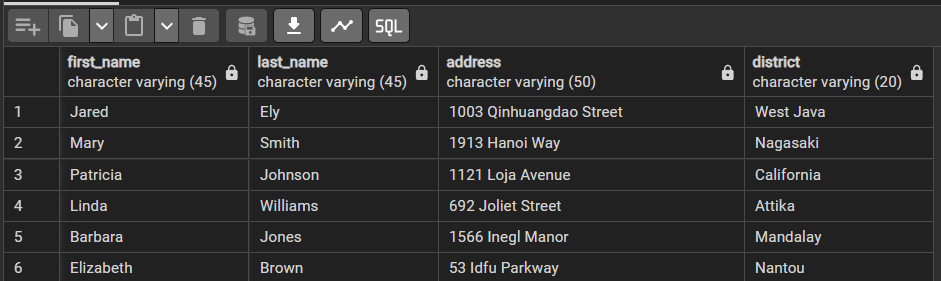 SQL
first_name last_name address district
character varying (45) character varying (45) character varying (50) character varying (20)
1 Jared Ely 1003 Qinhuangdao Street West Java
2 Mary Smith 1913 Hanoi Way Nagasaki
3 Patricia Johnson 1121 Loja Avenue California
4 Linda Williams 692 Joliet Street Attika
5 Barbara Jones 1566 Inegl Manor Mandalay
6 Elizabeth Brown 53 Idfu Parkway Nantou